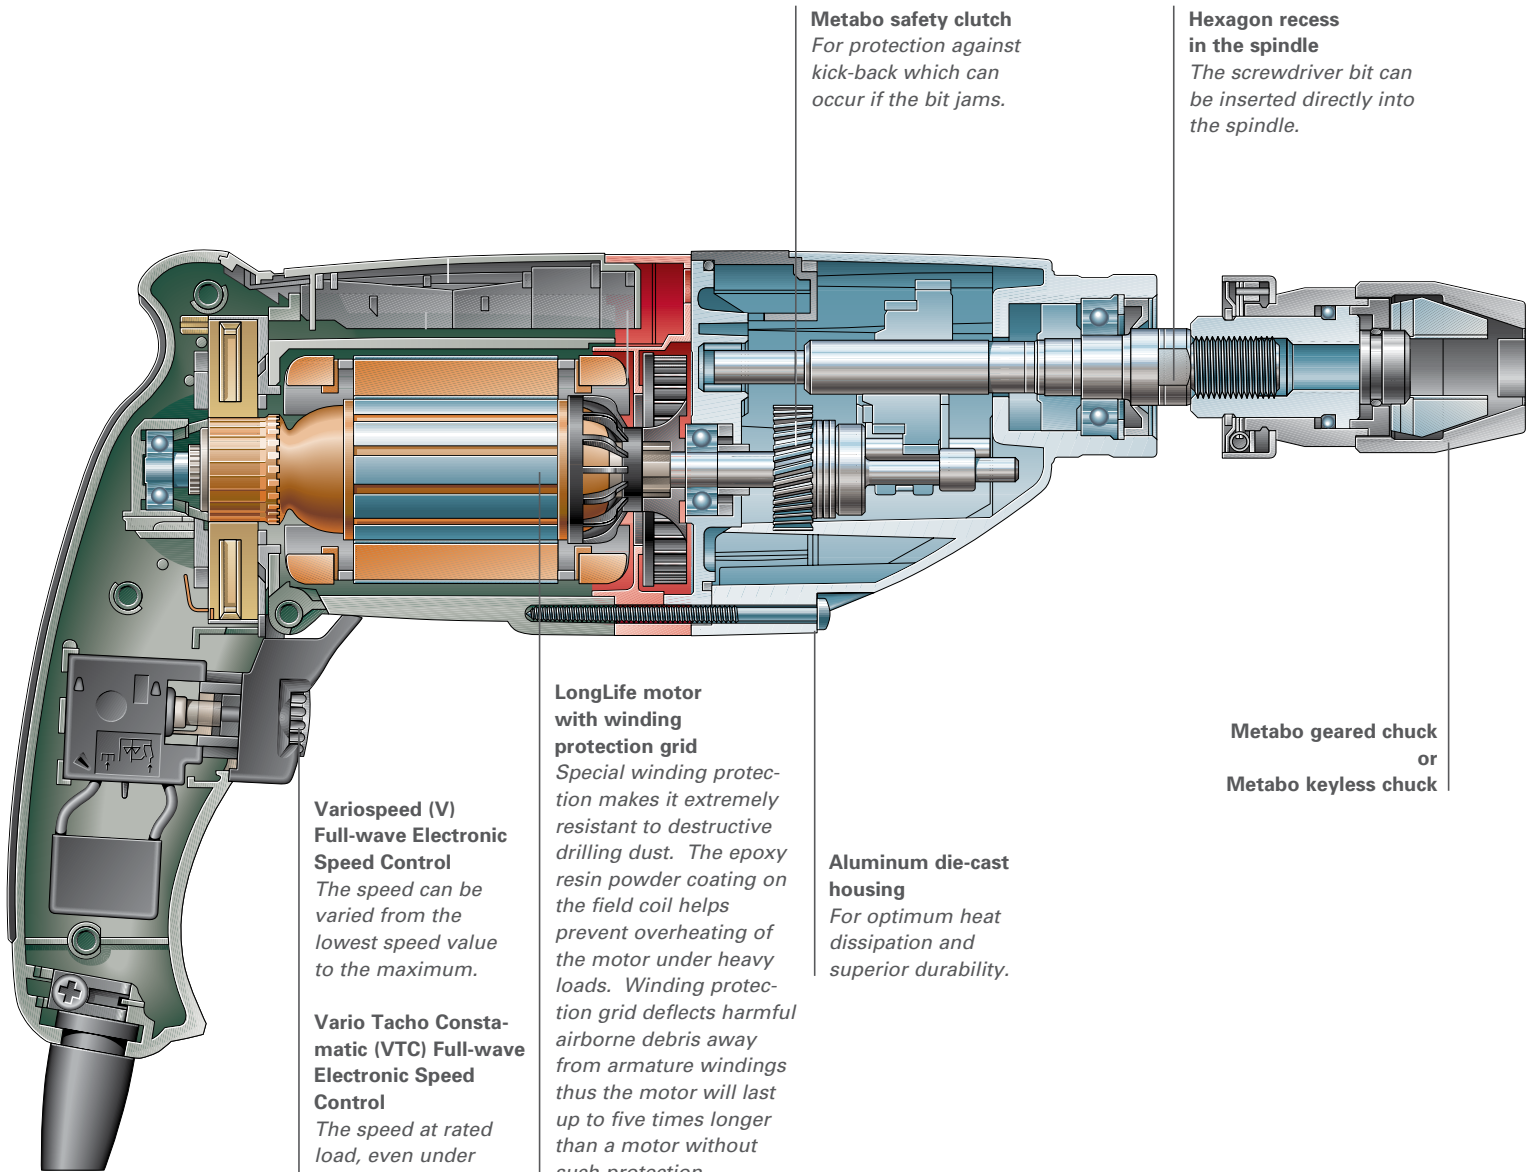 Metabo safety clutch
For protection against
kick-back which can
occur if the bit jams.
Hexagon recess
in the spindle
The screwdriver bit can
be inserted directly into
the spindle.
Metabo geared chuck
or
Metabo keyless chuck
Variospeed (V)
Full-wave Electronic
Speed Control
The speed can be
varied from the
lowest speed value
to the maximum.
Vario Tacho Consta-
matic (VTC) Full-wave
Electronic Speed
Control
The speed at rated
load, even under
LongLife motor
with winding
protection grid
Special winding protec-
tion makes it extremely
resistant to destructive
drilling dust. The epoxy
resin powder coating on
the field coil helps
prevent overheating of
the motor under heavy
loads. Winding protec-
tion grid deflects harmful
airborne debris away
from armature windings
thus the motor will last
up to five times longer
than a motor without
such protection.
Aluminum die-cast
housing
For optimum heat
dissipation and
superior durability.